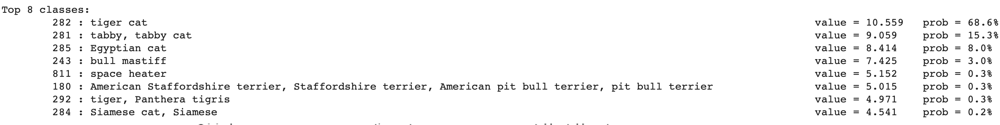 Top 8 classes:
282 : tiger cat value = 10.559 prob = 68.6%
281 : tabby, tabby cat value = 9.059 prob = 15.3%
285 : Egyptian cat value = 8.414 prob = 8.0%
243 : bull mastiff value = 7.425 prob = 3.0%
811 : space heater value = 5.152 prob = 0.3%
180 : American Staffordshire terrier, Staffordshire terrier, American pit bull terrier, pit bull terrier value = 5.015 prob = 0.3%
292 : tiger, Panthera tigris value = 4.971 prob = 0.3%
284 : Siamese cat, Siamese value = 4.541 prob = 0.2%